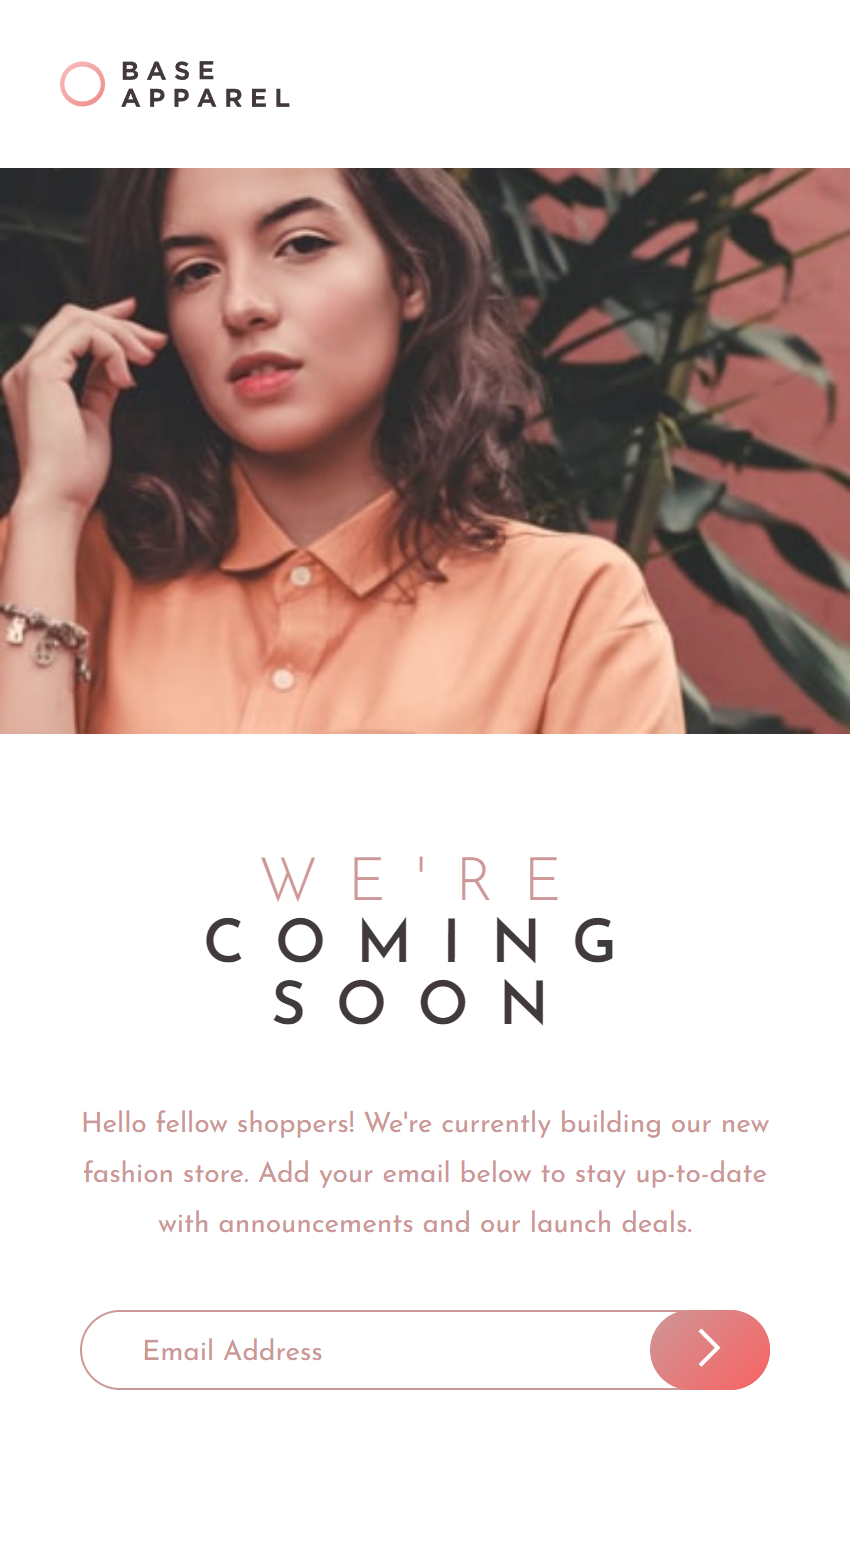 BASE
APPAREL
WE'RE
COMING
SOON
Hello fellow shoppers! We're currently building our new
fashion store. Add your email below to stay up-to-date
with announcements and our launch deals.
Email Address